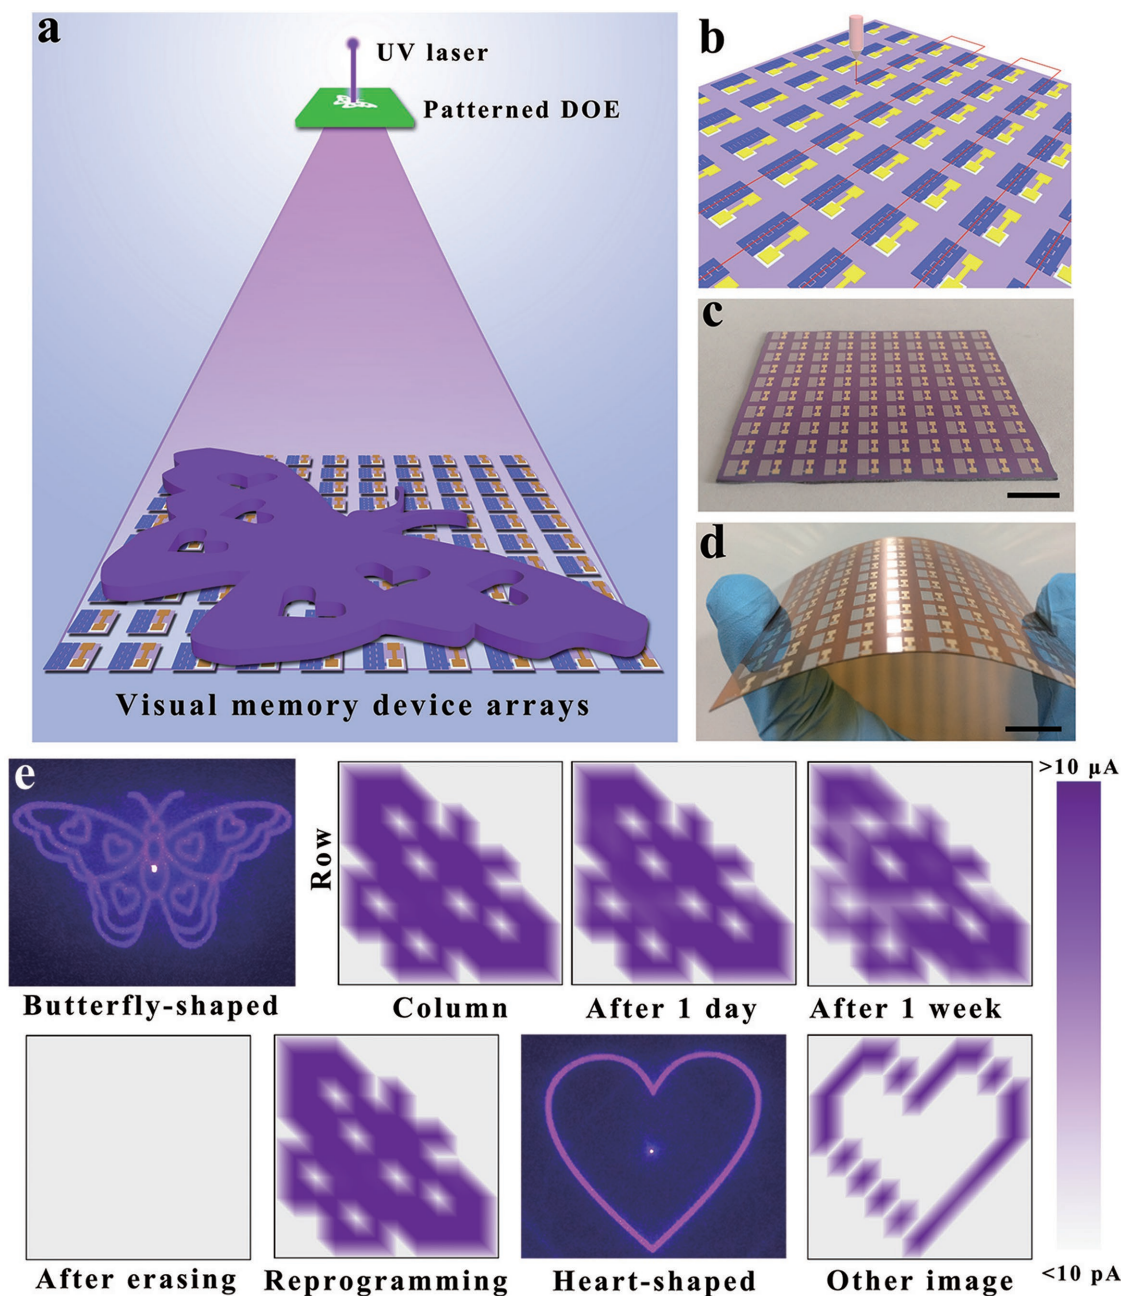 a
UV laser
Patterned DOE
Visual memory device arrays
b
c
d
e
>10 μA
Row
Butterfly-shaped
Column
After 1 day
After 1 week
After erasing
Reprogramming
Heart-shaped
Other image
<10 pA